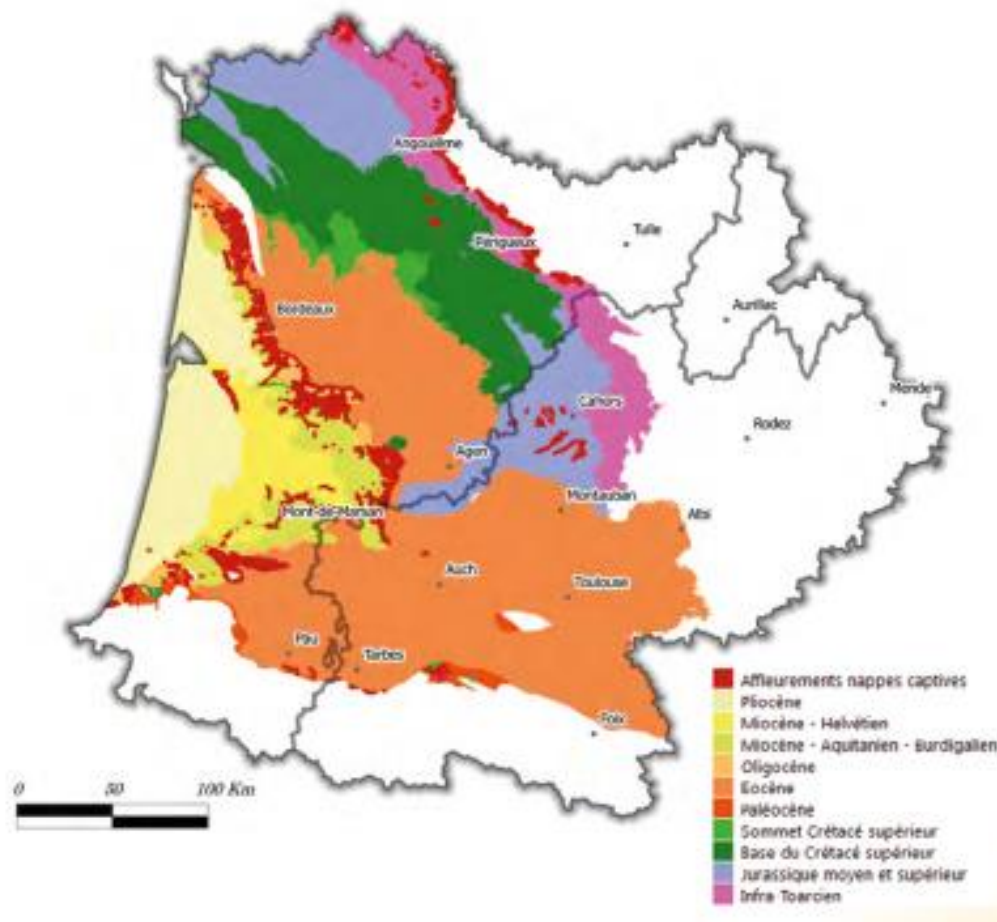 Angoulême
Périgueux
Tulle
Aurillac
Bordeaux
Mende
Cahors
Rodez
Agen
Montauban
Mont-de-Marsan
Albi
Auch
Toulouse
Pau
Tarbes
Foix
Affleurements nappes captives
Pliocène
Miocène - Helvétien
Miocène - Aquitanien - Burdigalien
Oligocène
Eocène
Paléocène
Sommet Crétacé supérieur
Base du Crétacé supérieur
Jurassique moyen et supérieur
Infra Toarcien
0 50 100 Km